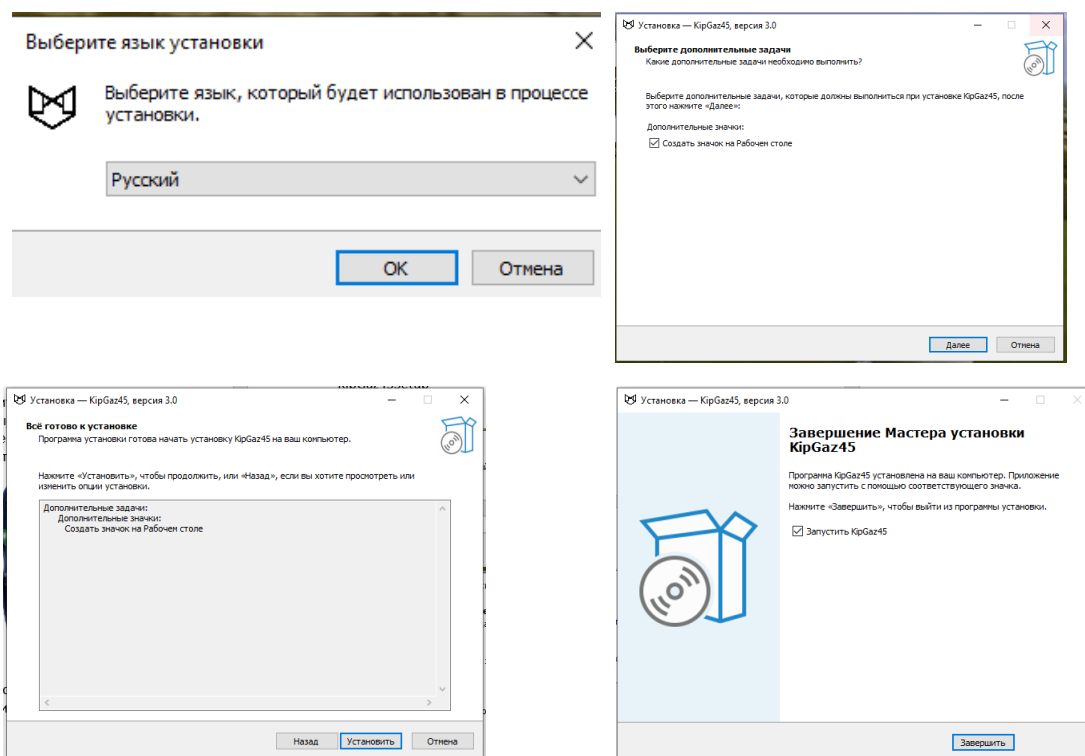 Выберите язык установки
Выберите язык, который будет использован в процессе
установки.
Русский
OK
Отмена
Установка — KipGaz45, версия 3.0
Выберите дополнительные задачи
Какие дополнительные задачи необходимо выполнить?
Выберите дополнительные задачи, которые должны выполниться при установке KipGaz45, после
этого нажмите «Далее»:
Дополнительные значки:
Создать значок на Рабочем столе
Далее
Отмена
Установка — KipGaz45, версия 3.0
Всё готово к установке
Программа установки готова начать установку KipGaz45 на ваш компьютер.
Нажмите «Установить», чтобы продолжить, или «Назад», если вы хотите просмотреть или
изменить опции установки.
Дополнительные задачи:
Дополнительные значки:
Создать значок на Рабочем столе
Назад
Установить
Отмена
Установка — KipGaz45, версия 3.0
Завершение Мастера установки
KipGaz45
Программа KipGaz45 установлена на ваш компьютер. Приложение
можно запустить с помощью соответствующего значка.
Нажмите «Завершить», чтобы выйти из программы установки.
Запустить KipGaz45
Завершить